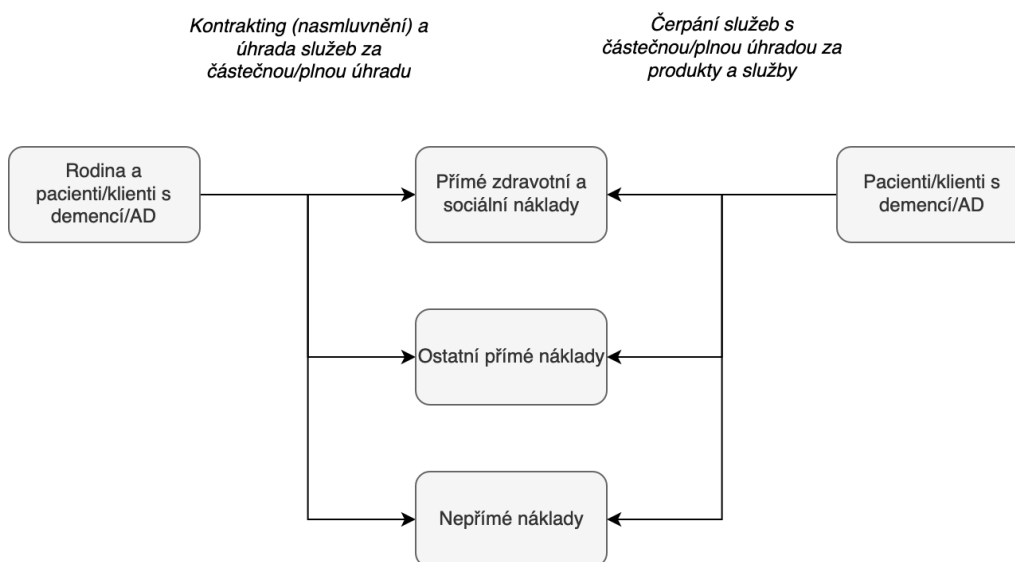 Kontrakting (nasmluvnění) a
úhrada služeb za
částečnou/plnou úhradu
Čerpání služeb s
částečnou/plnou úhradou za
produkty a služby
Rodina a
pacienti/klienti s
demencí/AD
Přímé zdravotní a
sociální náklady
Pacienti/klienti s
demencí/AD
Ostatní přímé náklady
Nepřímé náklady